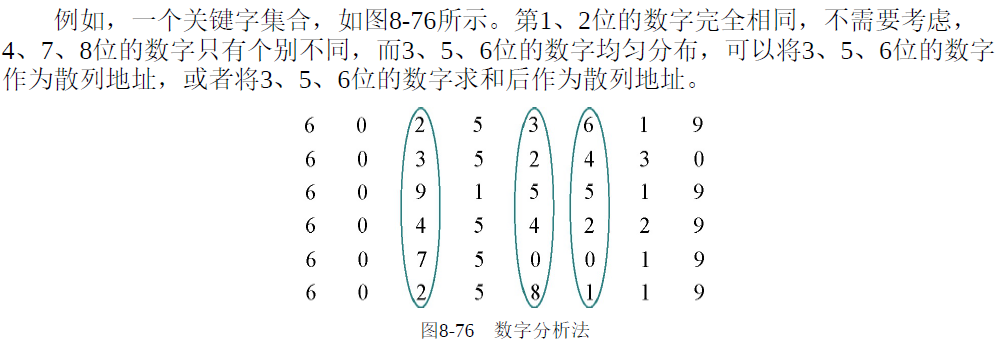 例如，一个关键字集合，如图8-76所示。第1、2位的数字完全相同，不需要考虑，
4、7、8位的数字只有个别不同，而3、5、6位的数字均匀分布，可以将3、5、6位的数字
作为散列地址，或者将3、5、6位的数字求和后作为散列地址。
6 0 2 5 3 6 1 9
6 0 3 5 2 4 3 0
6 0 9 1 5 5 1 9
6 0 4 5 4 2 2 9
6 0 7 5 0 0 1 9
6 0 2 5 8 1 1 9
图8-76 数字分析法